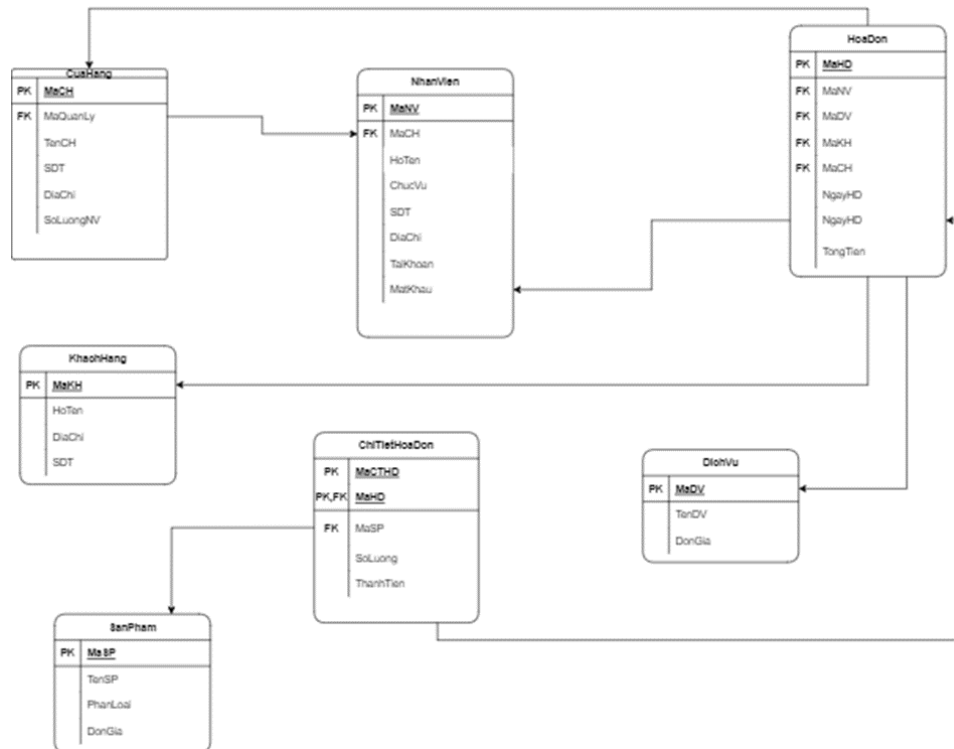 CuaHang
PK MaCH
FK MaQuanLy
TenCH
SDT
DiaChi
SoLuongNV
NhanVien
PK MaNV
FK MaCH
HoTen
ChucVu
SDT
DiaChi
TaiKhoan
MatKhau
HoaDon
PK MaHD
FK MaNV
FK MaDV
FK MaKH
FK MaCH
NgayHD
NgayHD
TongTien
KhachHang
PK MaKH
HoTen
DiaChi
SDT
ChiTietHoaDon
PK MaCTHD
PK,FK MaHD
FK MaSP
SoLuong
ThanhTien
DichVu
PK MaDV
TenDV
DonGia
SanPham
PK MaSP
TenSP
PhanLoai
DonGia